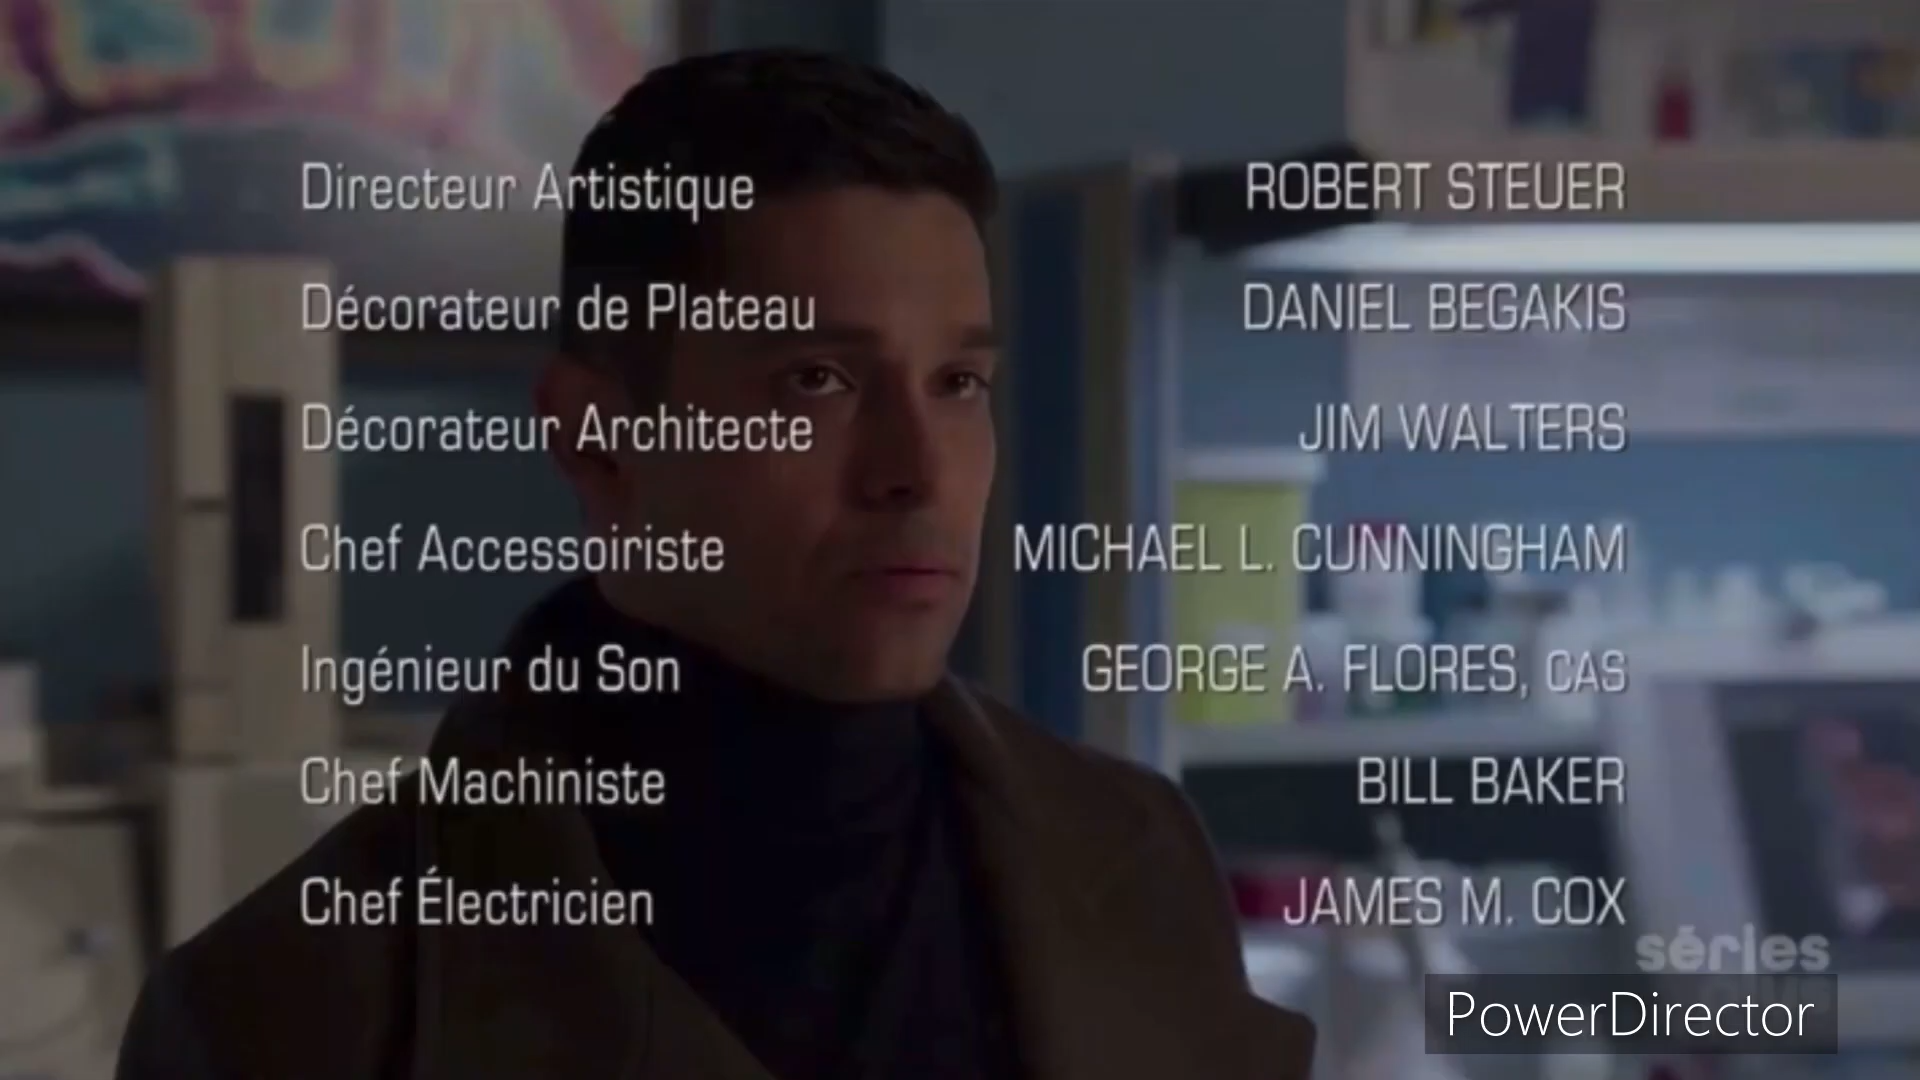 Directeur Artistique ROBERT STEUER
Décorateur de Plateau DANIEL BEGAKIS
Décorateur Architecte JIM WALTERS
Chef Accessoiriste MICHAEL L. CUNNINGHAM
Ingénieur du Son GEORGE A. FLORES, CAS
Chef Machiniste BILL BAKER
Chef Électricien JAMES M. COX
séries
PowerDirector